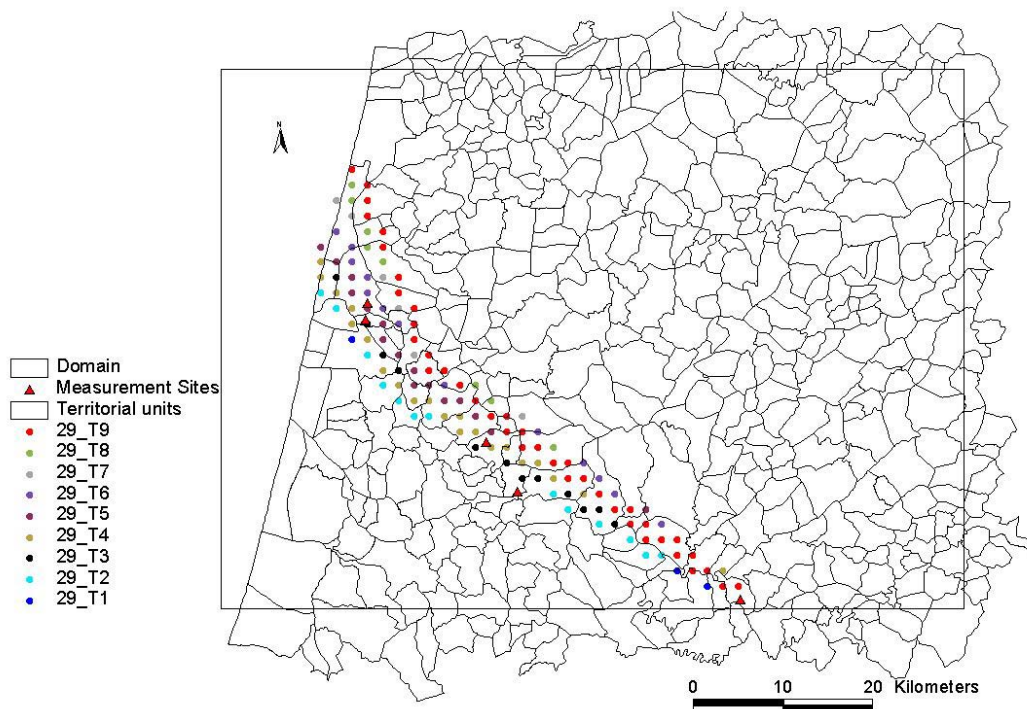 N
Domain
Measurement Sites
Territorial units
29_T9
29_T8
29_T7
29_T6
29_T5
29_T4
29_T3
29_T2
29_T1
0 10 20 Kilometers